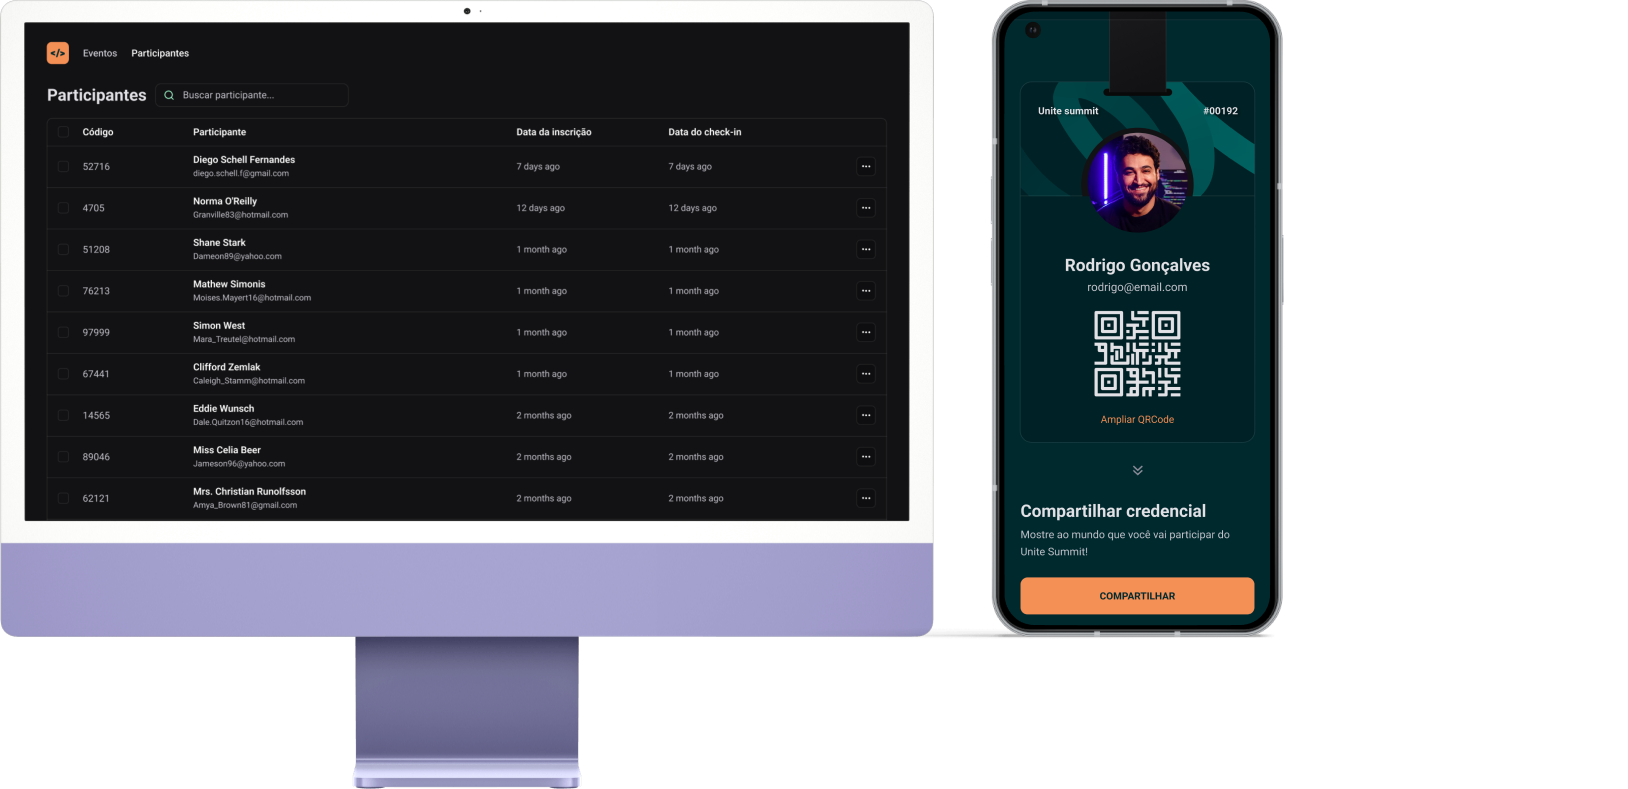 </> Eventos Participantes
Participantes Buscar participante...
Código Participante Data da inscrição Data do check-in
52716 Diego Schell Fernandes 7 days ago 7 days ago
diego.schell.f@gmail.com
4705 Norma O'Reilly 12 days ago 12 days ago
Granville83@hotmail.com
51208 Shane Stark 1 month ago 1 month ago
Dameon89@yahoo.com
76213 Mathew Simonis 1 month ago 1 month ago
Moises.Mayert16@hotmail.com
97999 Simon West 1 month ago 1 month ago
Mara_Treutel@hotmail.com
67441 Clifford Zemlak 1 month ago 1 month ago
Caleigh_Stamm@hotmail.com
14565 Eddie Wunsch 2 months ago 2 months ago
Dale.Quitzon16@hotmail.com
89046 Miss Celia Beer 2 months ago 2 months ago
Jameson96@yahoo.com
62121 Mrs. Christian Runolfsson 2 months ago 2 months ago
Amya_Brown81@gmail.com
Unite summit #00192
Rodrigo Gonçalves
rodrigo@email.com
Ampliar QRCode
Compartilhar credencial
Mostre ao mundo que você vai participar do
Unite Summit!
COMPARTILHAR